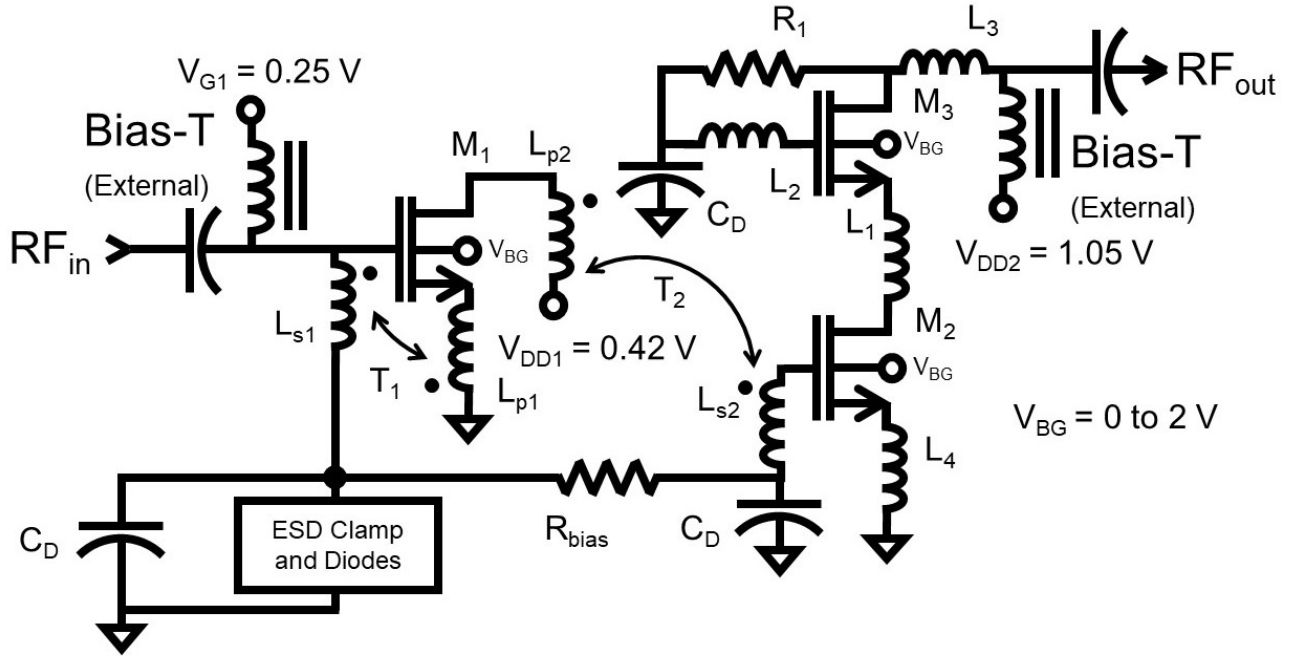 R1
L3
VG1 = 0.25 V
RFout
Bias-T
(External)
M1
Lp2
M3
VBG
Bias-T
(External)
L2
CD
L1
RFin
VBG
VDD2 = 1.05 V
T2
Ls1
VDD1 = 0.42 V
M2
T1
Lp1
Ls2
VBG
VBG = 0 to 2 V
L4
CD
ESD Clamp
and Diodes
Rbias
CD